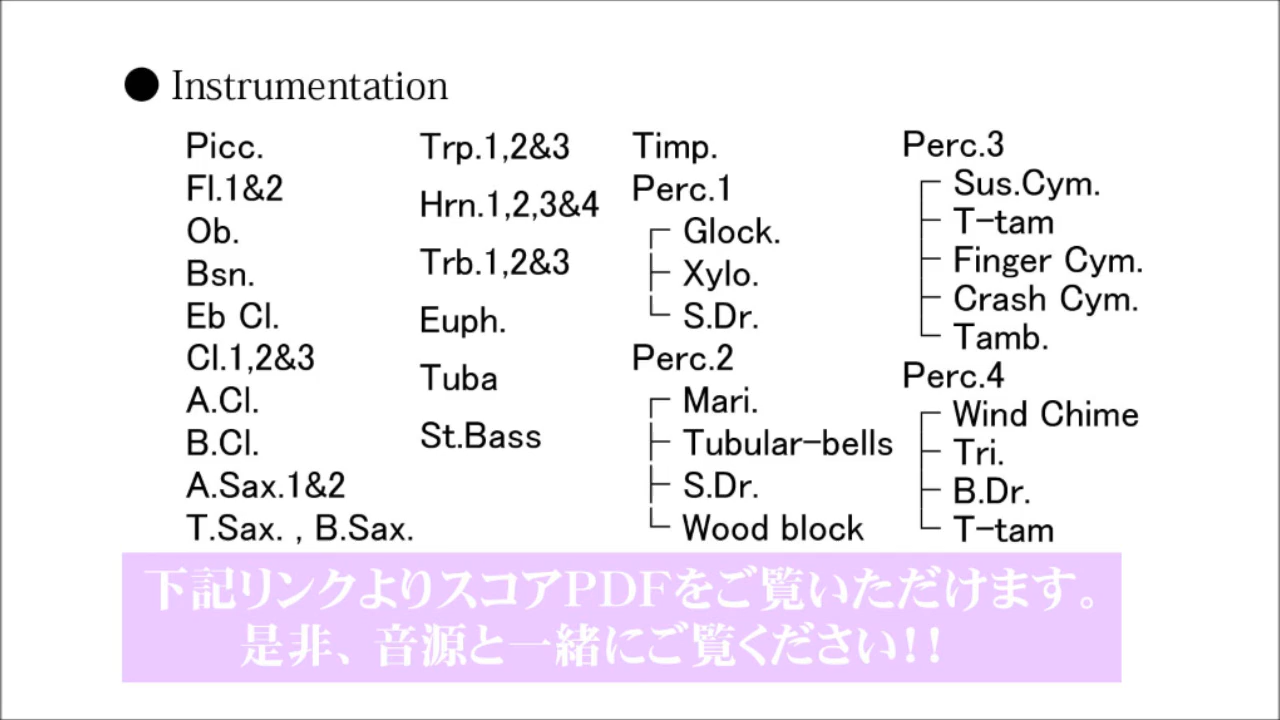 ● Instrumentation
Picc.
Fl.1&2
Ob.
Bsn.
Eb Cl.
Cl.1,2&3
A.Cl.
B.Cl.
A.Sax.1&2
T.Sax. , B.Sax.
Trp.1,2&3
Hrn.1,2,3&4
Trb.1,2&3
Euph.
Tuba
St.Bass
Timp.
Perc.1
Glock.
Xylo.
S.Dr.
Perc.2
Mari.
Tubular-bells
S.Dr.
Wood block
Perc.3
Sus.Cym.
T-tam
Finger Cym.
Crash Cym.
Tamb.
Perc.4
Wind Chime
Tri.
B.Dr.
T-tam
下記リンクよりスコアPDFをご覧いただけます。
是非、音源と一緒にご覧ください!!